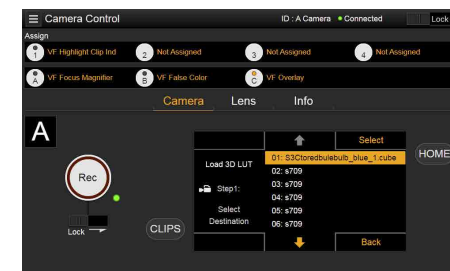 Camera Control
ID : A Camera
Connected
Lock
Assign
1 VF Highlight Clip Ind
2 Not Assigned
3 Not Assigned
4 Not Assigned
A VF Focus Magnifier
B VF False Color
C VF Overlay
Camera Lens Info
A
Select
Load 3D LUT
01: S3Ctoredbulebulb_blue_1.cube
02: s709
HOME
Rec
Step1:
03: s709
04: s709
Select
Destination
05: s709
06: s709
Lock
CLIPS
Back